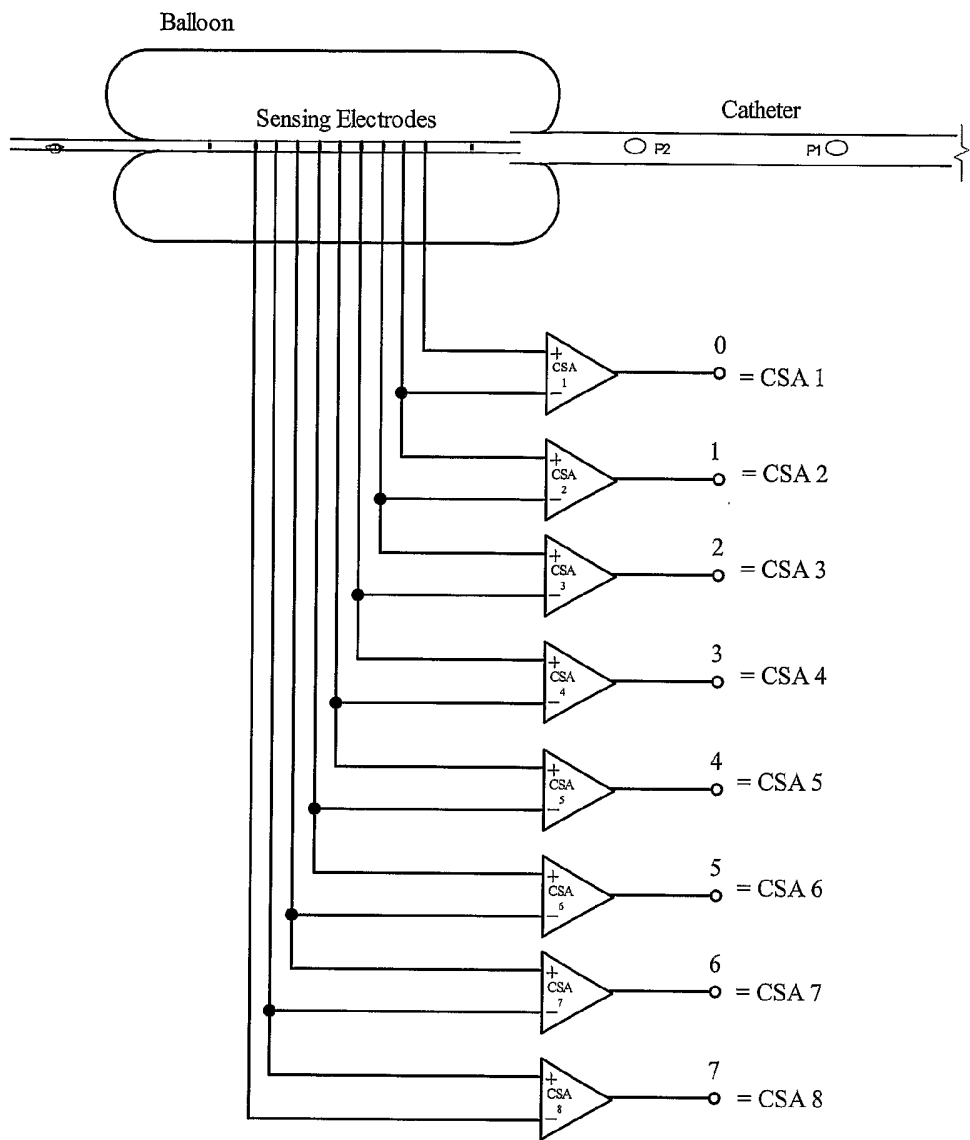 Balloon
Sensing Electrodes
Catheter
P2
P1
+
CSA
1
−
0
= CSA 1
+
CSA
2
−
1
= CSA 2
+
CSA
3
−
2
= CSA 3
+
CSA
4
−
3
= CSA 4
+
CSA
5
−
4
= CSA 5
+
CSA
6
−
5
= CSA 6
+
CSA
7
−
6
= CSA 7
+
CSA
8
−
7
= CSA 8